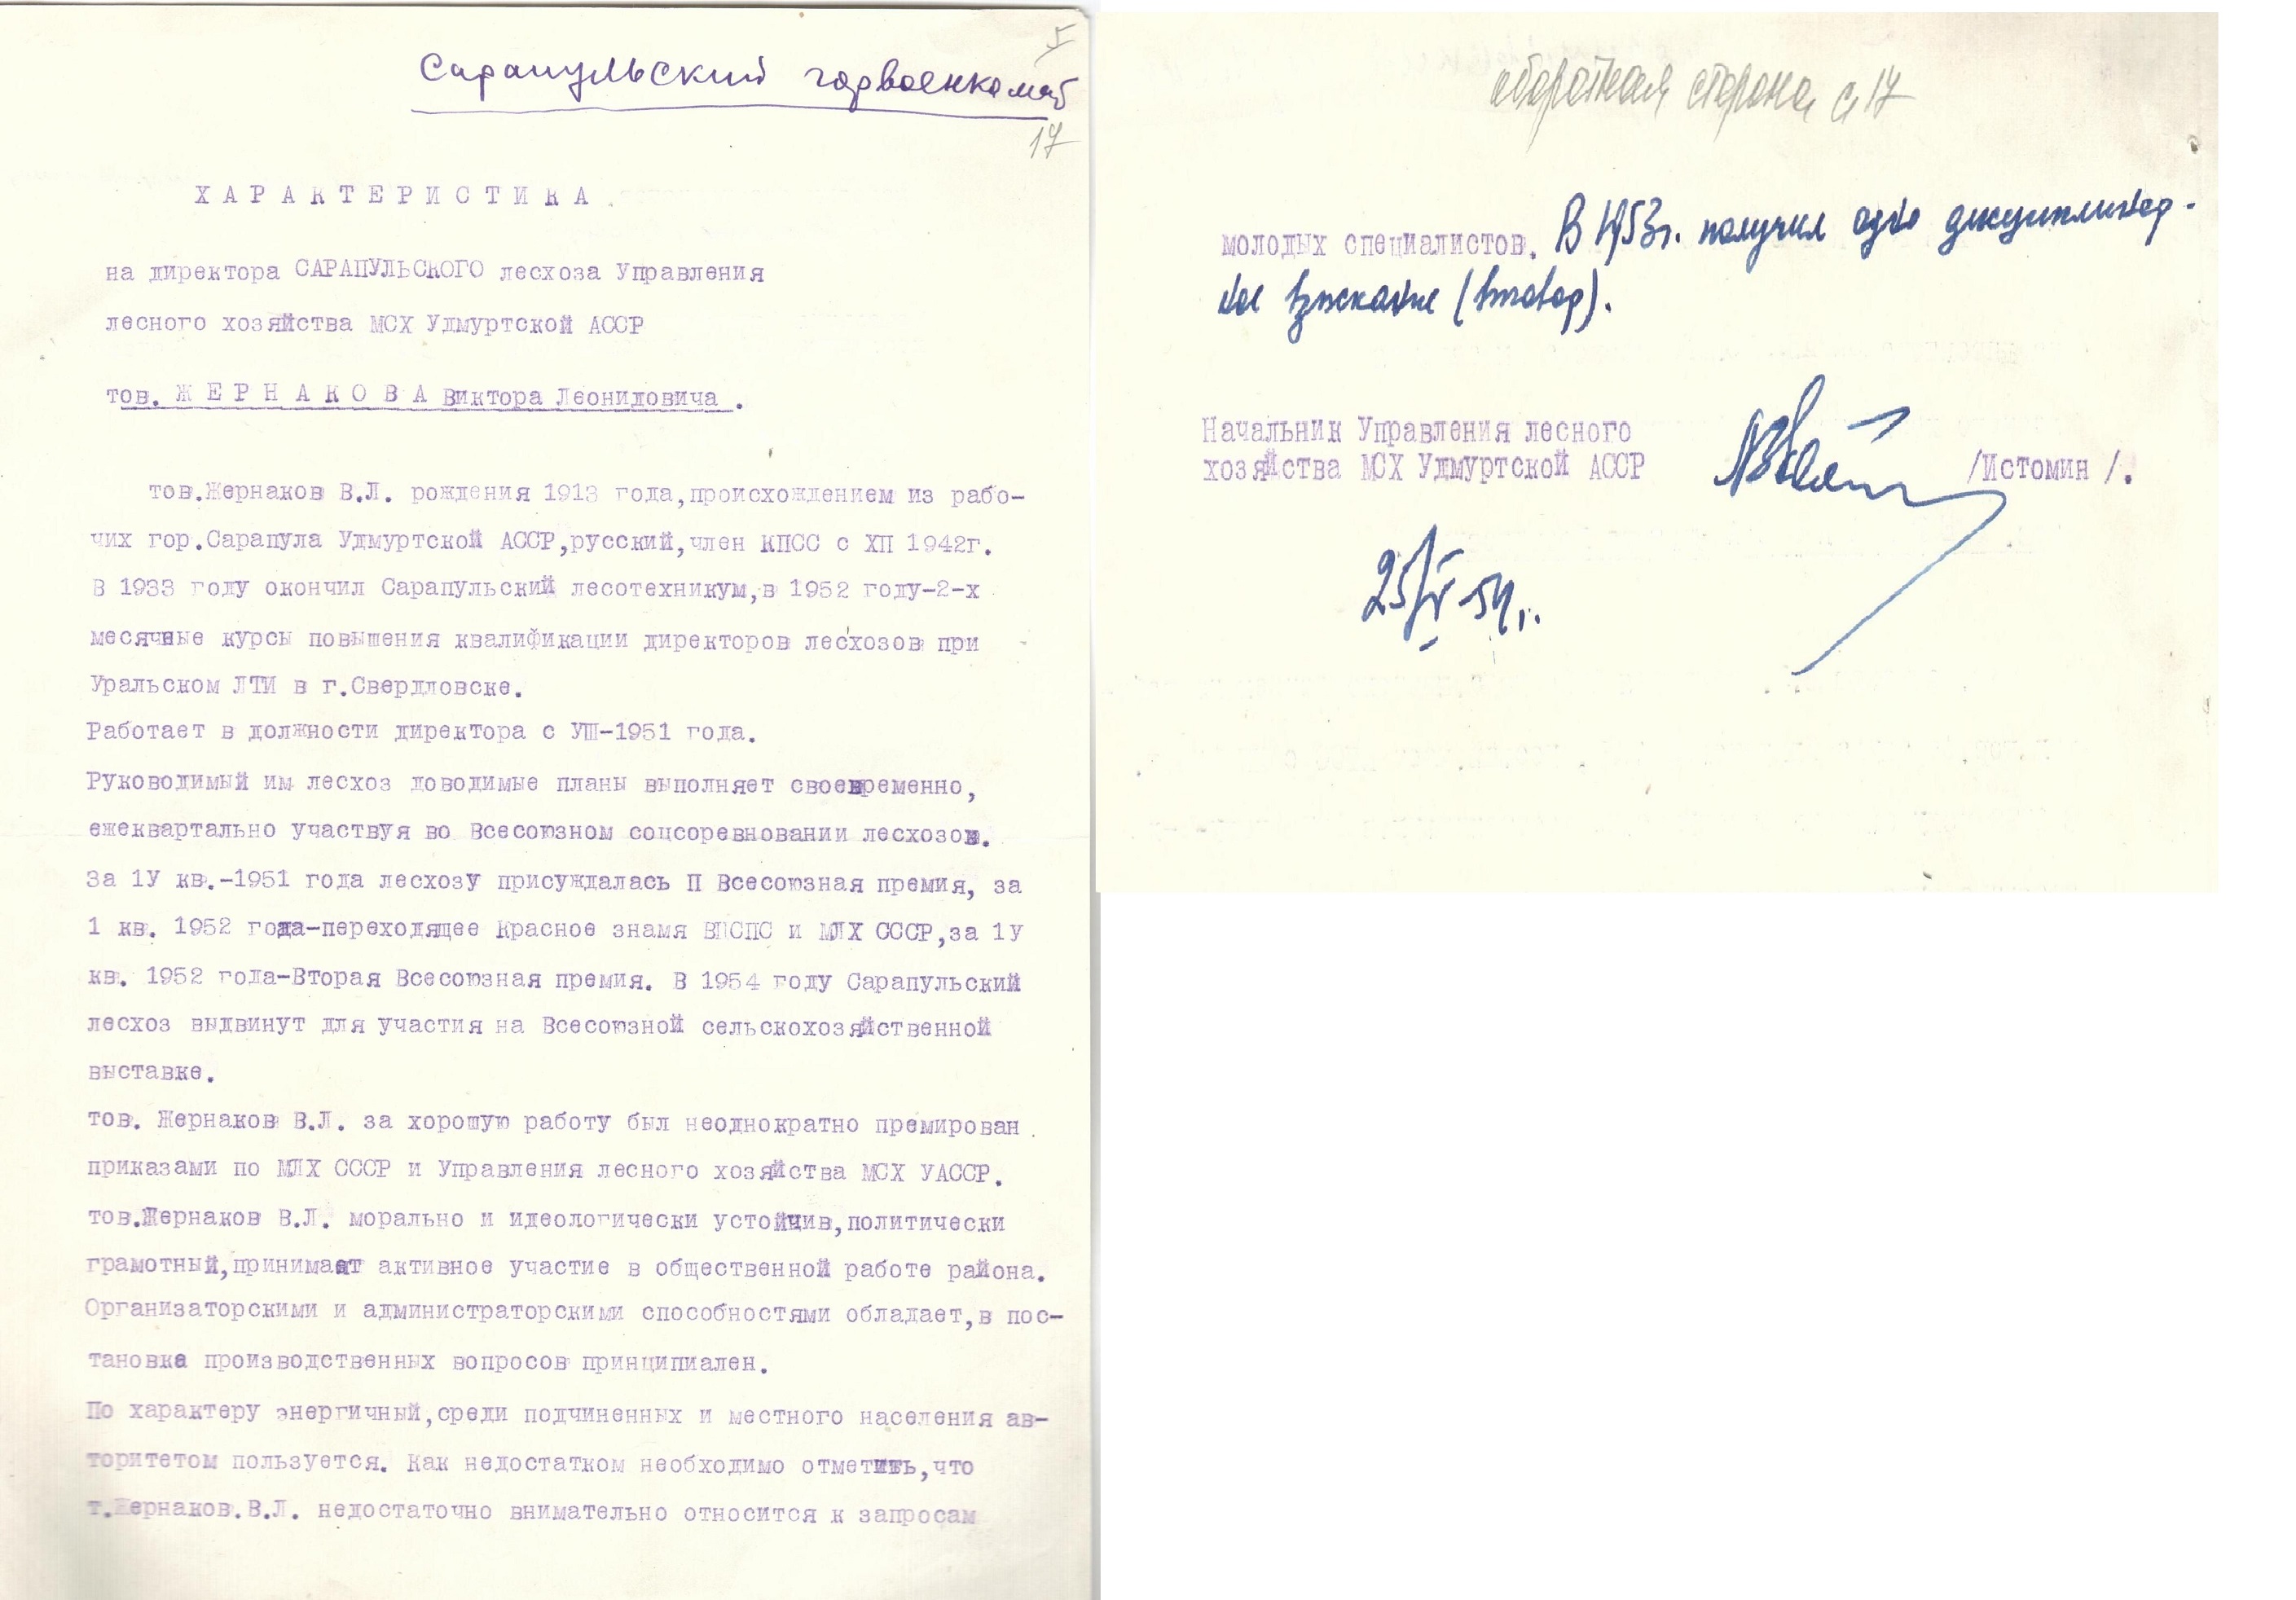 5
Сарапульский горвоенкомат
17
ХАРАКТЕРИСТИКА.
на директора САРАПУЛЬСКОГО лесхоза Управления
лесного хозяйства МСХ Удмуртской АССР
тов. ЖЕРНАКОВА Виктора Леонидовича .
тов.Жернаков В.Л. рождения 1913 года,происхождением из рабо-
чих гор.Сарапула Удмуртской АССР,русский,член КПСС с ХП 1942г.
В 1933 году окончил Сарапульский лесотехникум,в 1952 году-2-х
месячные курсы повышения квалификации директоров лесхозов при
Уральском ЛТИ в г.Свердловске.
Работает в должности директора с УШ-1951 года.
Руководимый им лесхоз доводимые планы выполняет своевременно,
ежеквартально участвуя во Всесоюзном соцсоревновании лесхозов.
За 1У кв.-1951 года лесхозу присуждалась П Всесоюзная премия, за
1 кв. 1952 года-переходящее Красное знамя ВЦСПС и МЛХ СССР,за 1У
кв. 1952 года-Вторая Всесоюзная премия. В 1954 году Сарапульский
лесхоз выдвинут для участия на Всесоюзной сельскохозяйственной
выставке.
тов. Жернаков В.Л. за хорошую работу был неоднократно премирован
приказами по МЛХ СССР и Управления лесного хозяйства МСХ УАССР.
тов.Жернаков В.Л. морально и идеологически устойчив,политически
грамотный,принимает активное участие в общественной работе района.
Организаторскими и администраторскими способностями обладает,в пос-
тановке производственных вопросов принципиален.
По характеру энергичный,среди подчиненных и местного населения ав-
торитетом пользуется. Как недостатком необходимо отметить,что
т.Жернаков.В.Л. недостаточно внимательно относится к запросам
оборотная сторона с 17
молодых специалистов. В 1953г. получил одно дисциплинар-
ное взыскание (выговор).
Начальник Управления лесного
хозяйства МСХ Удмуртской АССР /Истомин /.
25/V-54г.